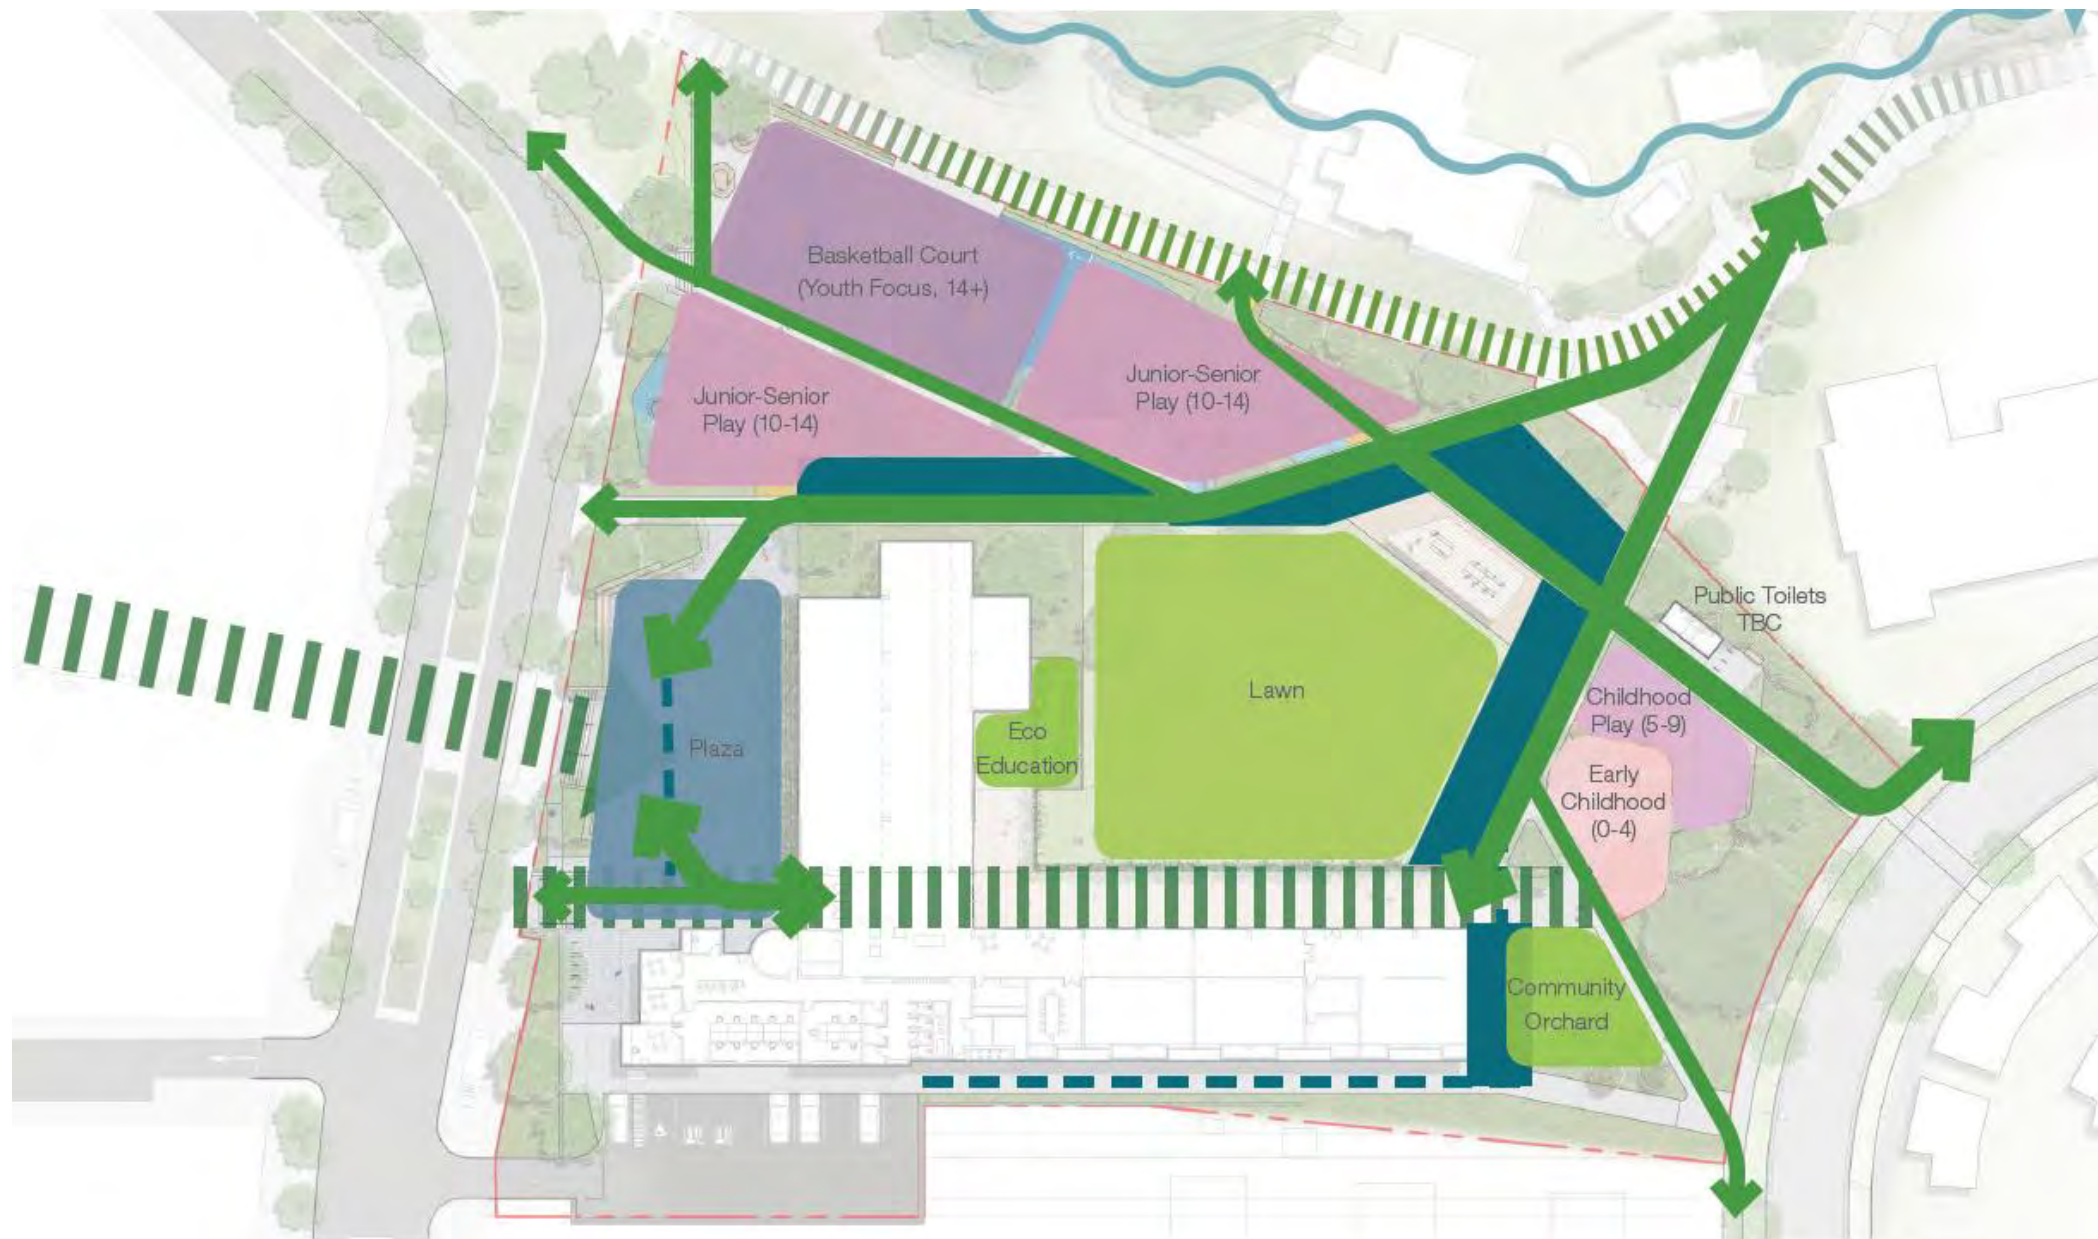 Basketball Court
(Youth Focus, 14+)
Junior-Senior
Play (10-14)
Junior-Senior
Play (10-14)
Public Toilets
TBC
Plaza
Eco
Education
Lawn
Childhood
Play (5-9)
Early
Childhood
(0-4)
Community
Orchard